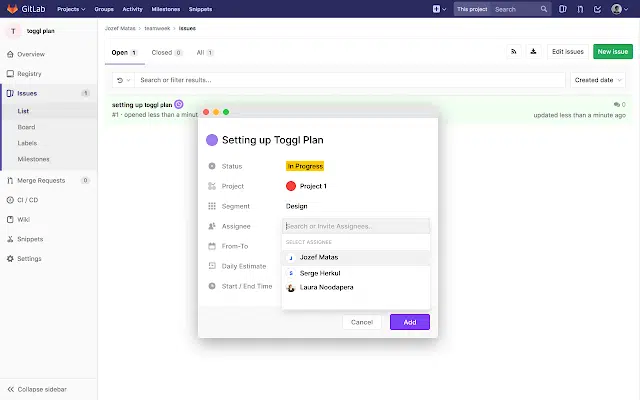 GitLab Projects Groups Activity Milestones Snippets This project Search
T toggl plan
Jozef Matas › teamweek › Issues
Overview
Registry
Issues 1
List
Board
Labels
Milestones
Merge Requests 0
CI / CD
Wiki
Snippets
Settings
Collapse sidebar
Open 1 Closed 0 All 1
Edit issues New issue
Search or filter results... Created date
setting up toggl plan 0
#1 · opened less than a minut updated less than a minute ago
Setting up Toggl Plan
Status In Progress
Project Project 1
Segment Design
Assignee Search or Invite Assignees...
SELECT ASSIGNEE
From-To
J Jozef Matas
Daily Estimate
S Serge Herkul
Start / End Time
Laura Noodapera
Cancel Add